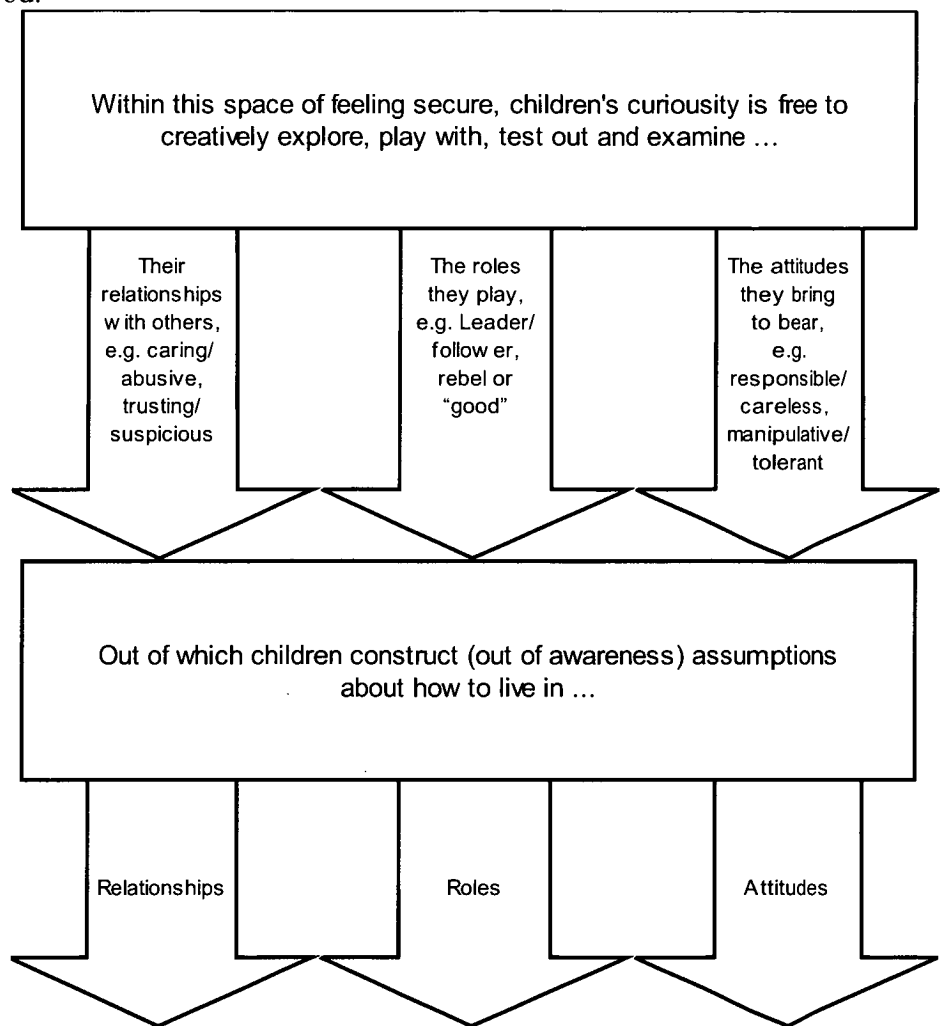 Within this space of feeling secure, children's curiousity is free to
creatively explore, play with, test out and examine ...
Their
relationships
with others,
e.g. caring/
abusive,
trusting/
suspicious
The roles
they play,
e.g. Leader/
follower,
rebel or
“good”
The attitudes
they bring
to bear,
e.g.
responsible/
careless,
manipulative/
tolerant
Out of which children construct (out of awareness) assumptions
about how to live in ...
Relationships
Roles
Attitudes